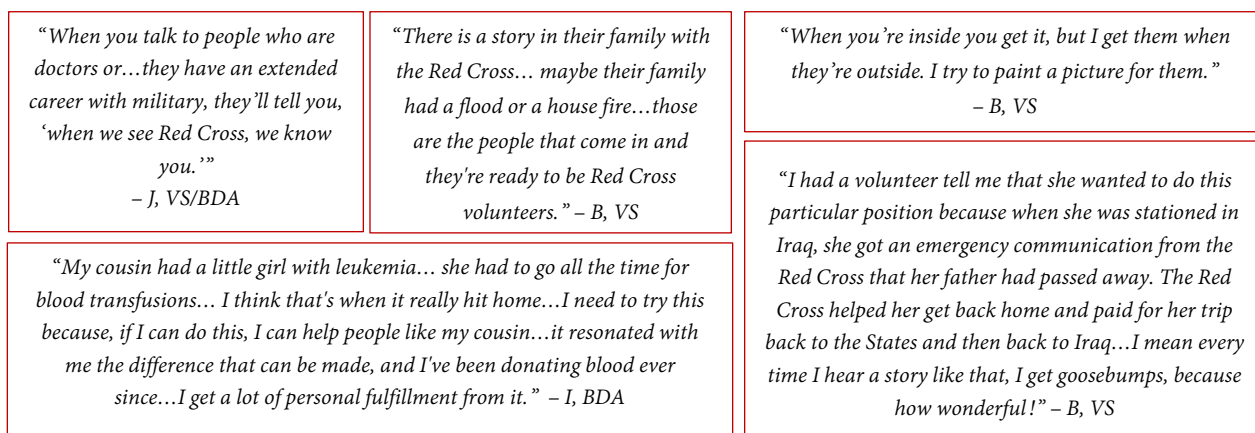 “When you talk to people who are
doctors or…they have an extended
career with military, they’ll tell you,
‘when we see Red Cross, we know
you.’”
– J, VS/BDA
“There is a story in their family with
the Red Cross… maybe their family
had a flood or a house fire…those
are the people that come in and
they're ready to be Red Cross
volunteers.” – B, VS
“When you’re inside you get it, but I get them when
they’re outside. I try to paint a picture for them.”
– B, VS
“My cousin had a little girl with leukemia… she had to go all the time for
blood transfusions… I think that's when it really hit home…I need to try this
because, if I can do this, I can help people like my cousin…it resonated with
me the difference that can be made, and I've been donating blood ever
since…I get a lot of personal fulfillment from it.” – I, BDA
“I had a volunteer tell me that she wanted to do this
particular position because when she was stationed in
Iraq, she got an emergency communication from the
Red Cross that her father had passed away. The Red
Cross helped her get back home and paid for her trip
back to the States and then back to Iraq…I mean every
time I hear a story like that, I get goosebumps, because
how wonderful!” – B, VS